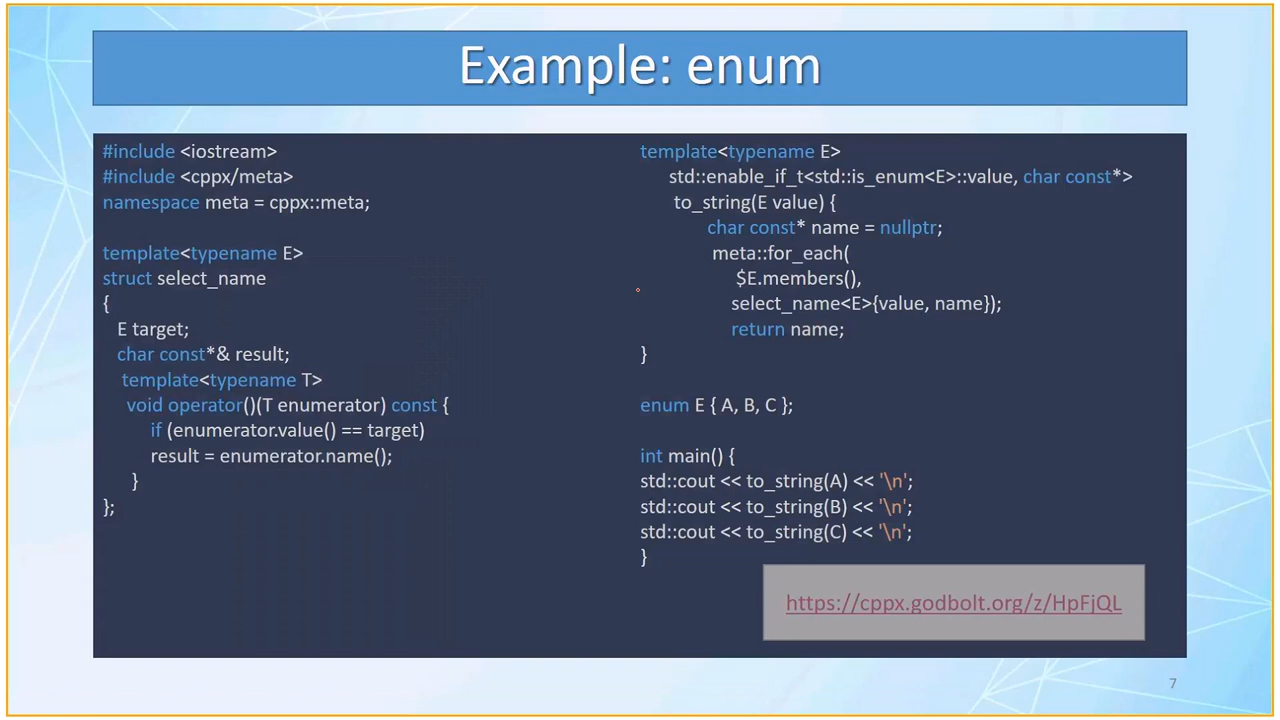 Example: enum
#include <iostream>
#include <cppx/meta>
namespace meta = cppx::meta;
template<typename E>
struct select_name
{
E target;
char const*& result;
template<typename T>
void operator()(T enumerator) const {
if (enumerator.value() == target)
result = enumerator.name();
}
};
template<typename E>
std::enable_if_t<std::is_enum<E>::value, char const*>
to_string(E value) {
char const* name = nullptr;
meta::for_each(
$E.members(),
select_name<E>{value, name});
return name;
}
enum E { A, B, C };
int main() {
std::cout << to_string(A) << '\n';
std::cout << to_string(B) << '\n';
std::cout << to_string(C) << '\n';
}
https://cppx.godbolt.org/z/HpFjQL
7